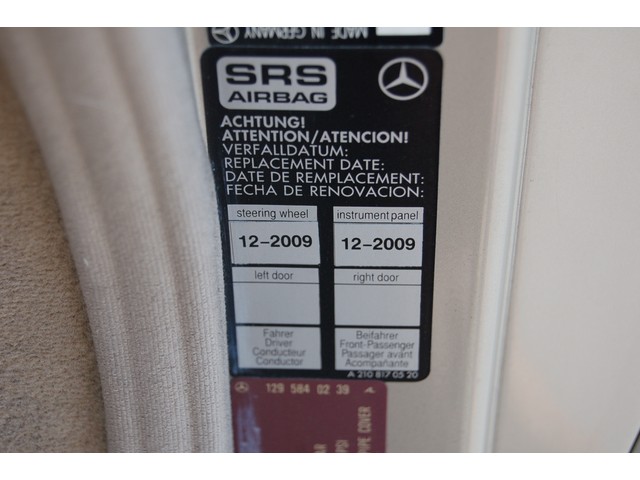 MADE IN GERMANY
SRS
AIRBAG
ACHTUNG!
ATTENTION/ATENCION!
VERFALLDATUM:
REPLACEMENT DATE:
DATE DE REMPLACEMENT:
FECHA DE RENOVACION:
steering wheel instrument panel
12-2009 12-2009
left door right door
Fahrer Beifahrer
Driver Front-Passenger
Conducteur Passager avant
Conductor Acompañante
A 210 817 05 20
129 584 02 39
PIPE COVER